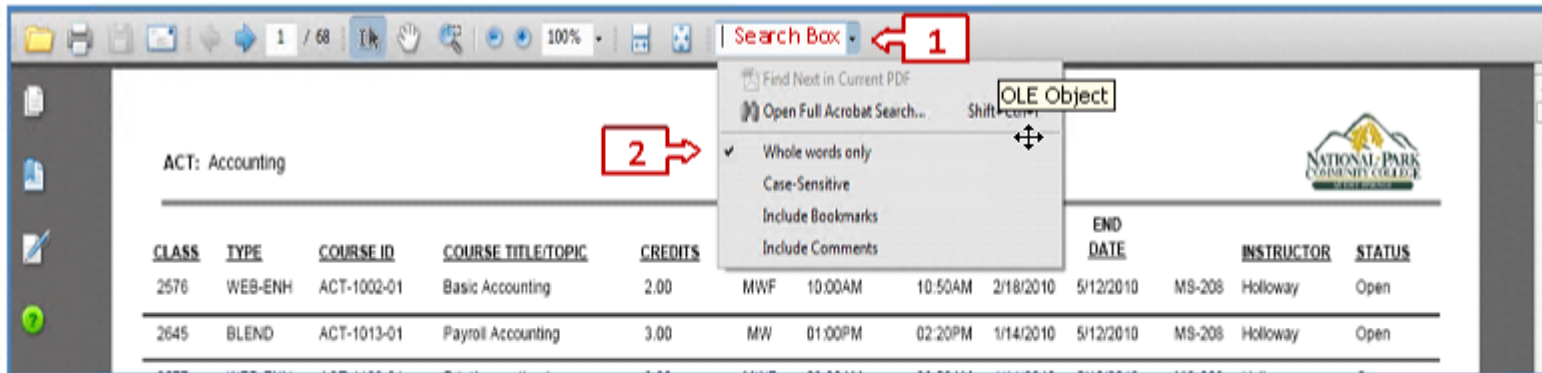 1 / 68 100% Search Box 1
Find Next in Current PDF
OLE Object
Open Full Acrobat Search...
2
Whole words only
Case-Sensitive
Include Bookmarks
Include Comments
ACT: Accounting
NATIONAL PARK
COMMUNITY COLLEGE
CLASS TYPE COURSE ID COURSE TITLE/TOPIC CREDITS END DATE INSTRUCTOR STATUS
2576 WEB-ENH ACT-1002-01 Basic Accounting 2.00 MWF 10:00AM 10:50AM 2/18/2010 5/12/2010 MS-208 Holloway Open
2645 BLEND ACT-1013-01 Payroll Accounting 3.00 MW 01:00PM 02:20PM 1/14/2010 5/12/2010 MS-208 Holloway Open